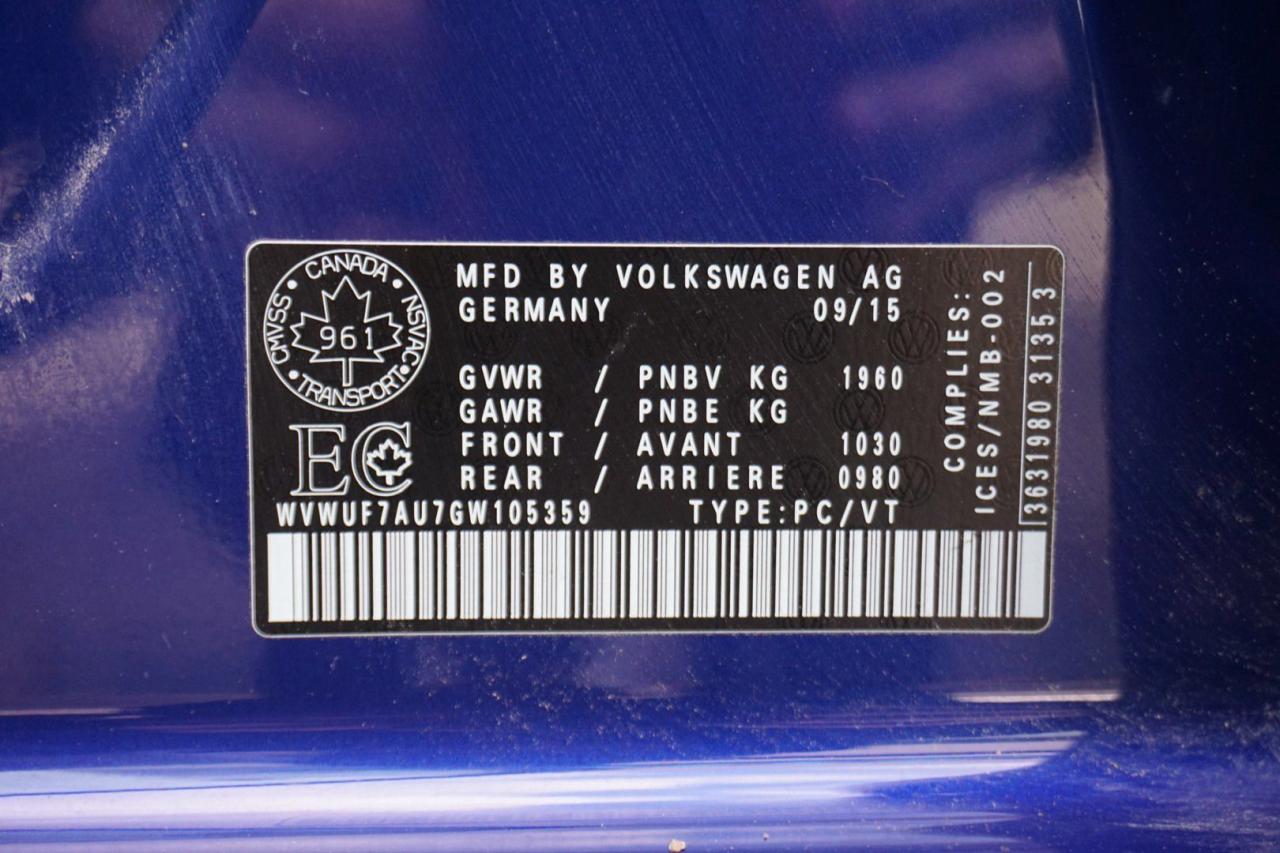 CANADA
CMVSS
NSVAC
961
TRANSPORT
EC
MFD BY VOLKSWAGEN AG
GERMANY 09/15
GVWR / PNBV KG 1960
GAWR / PNBE KG
FRONT / AVANT 1030
REAR / ARRIERE 0980
WVWUF7AU7GW105359 TYPE:PC/VT
COMPLIES:
ICES/NMB-002
3631980 3135 3